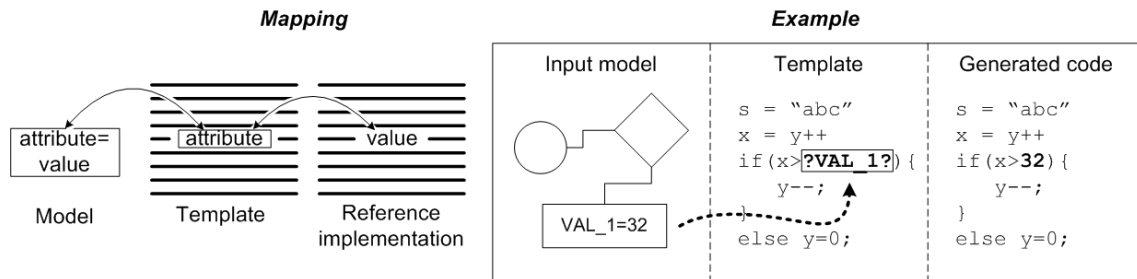 Mapping
attribute=
value
attribute
value
Model
Template
Reference
implementation
Example
Input model
VAL_1=32
Template
s = “abc”
x = y++
if(x>?VAL_1?){
y--;
}
else y=0;
Generated code
s = “abc”
x = y++
if(x>32){
y--;
}
else y=0;